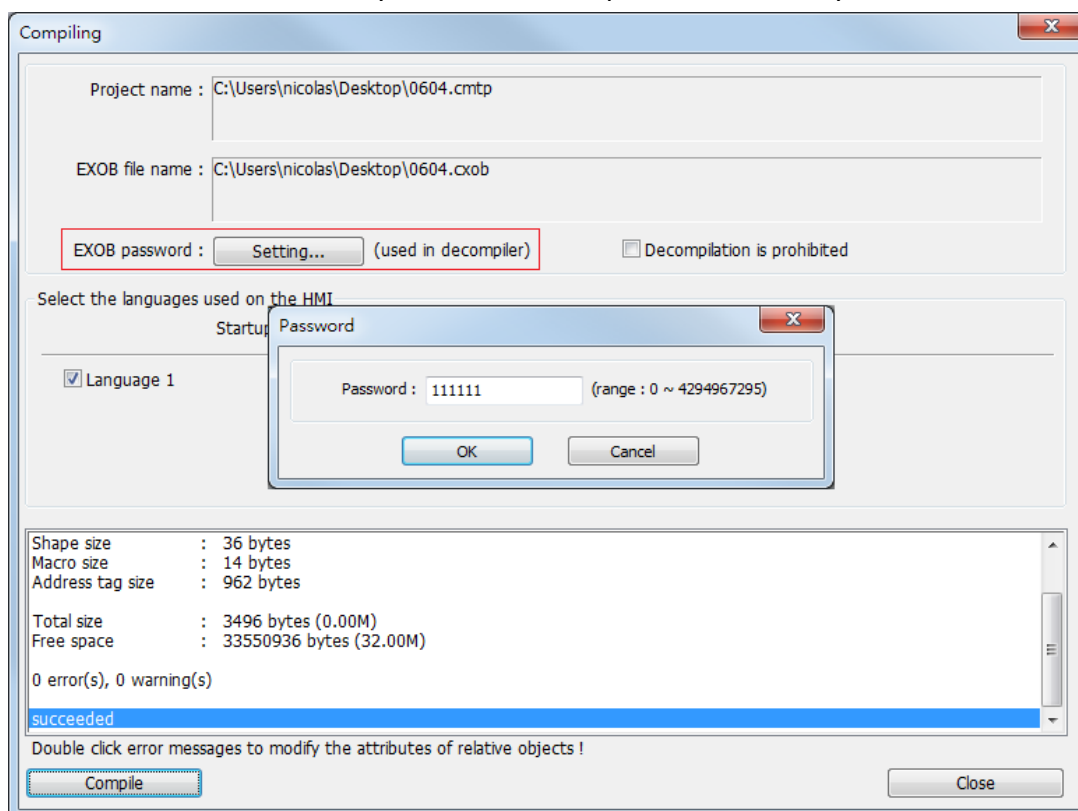 Compiling
Project name : C:\Users\nicolas\Desktop\0604.cmtp
EXOB file name : C:\Users\nicolas\Desktop\0604.cxob
EXOB password : Setting... (used in decompiler) Decompilation is prohibited
Select the languages used on the HMI
Startup
Password
Language 1
Password : 111111 (range : 0 ~ 4294967295)
OK Cancel
Shape size : 36 bytes
Macro size : 14 bytes
Address tag size : 962 bytes
Total size : 3496 bytes (0.00M)
Free space : 33550936 bytes (32.00M)
0 error(s), 0 warning(s)
succeeded
Double click error messages to modify the attributes of relative objects !
Compile Close